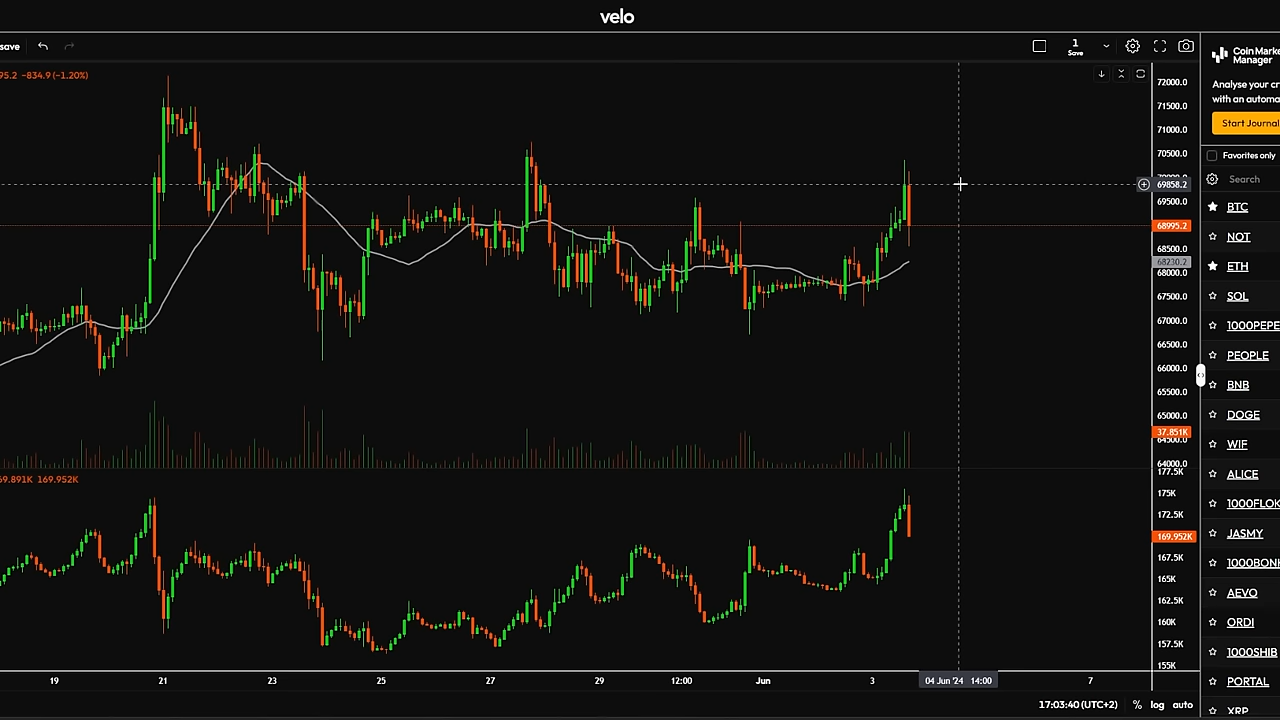 velo
save
1
Save
95.2 −834.9 (−1.20%)
72000.0
71500.0
71000.0
70500.0
69858.2
69500.0
68995.2
68500.0
68230.2
68000.0
67500.0
67000.0
66500.0
66000.0
65500.0
65000.0
37.851K
64500.0
64000.0
177.5K
69.891K 169.952K
175K
172.5K
169.952K
167.5K
165K
162.5K
160K
157.5K
155K
19
21
23
25
27
29
12:00
Jun
3
04 Jun '24 14:00
7
17:03:40 (UTC+2)
%
log
auto
Coin Marke
Manager
Analyse your cr
with an automa
Start Journal
Favorites only
Search
BTC
NOT
ETH
SOL
1000PEPE
PEOPLE
BNB
DOGE
WIF
ALICE
1000FLOK
JASMY
1000BONK
AEVO
ORDI
1000SHIB
PORTAL
XRP